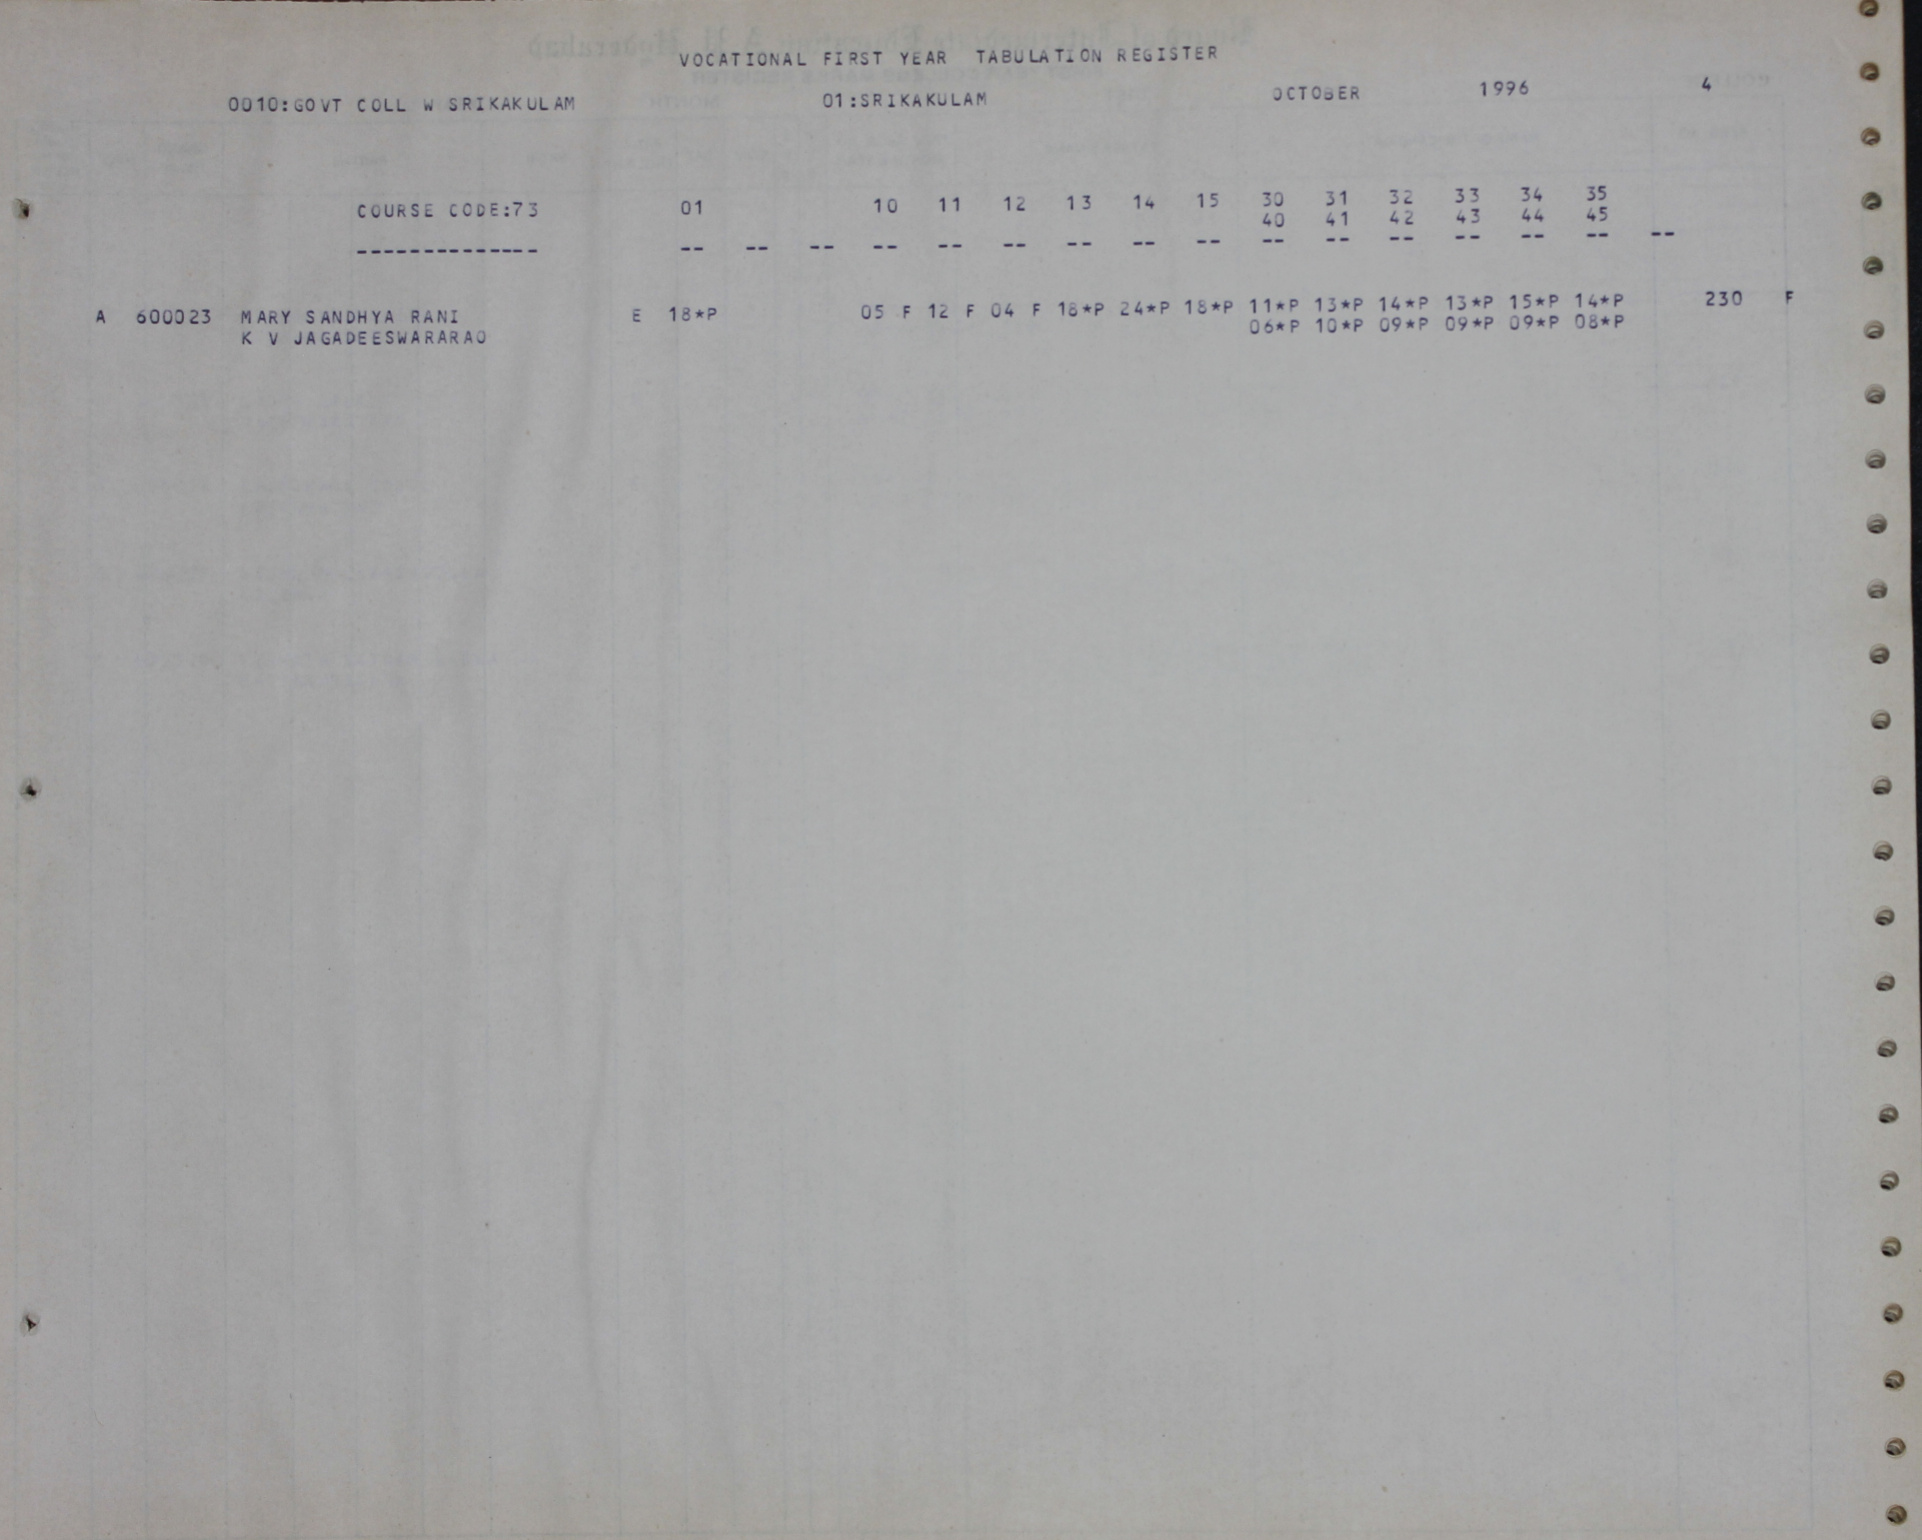 VOCATIONAL FIRST YEAR TABULATION REGISTER
0010:GOVT COLL W SRIKAKULAM 01:SRIKAKULAM OCTOBER 1996 4
COURSE CODE:73 01 10 11 12 13 14 15 30 31 32 33 34 35
40 41 42 43 44 45
-------------- -- -- -- -- -- -- -- -- -- -- -- -- -- -- -- --
A 600023 MARY SANDHYA RANI E 18*P 05 F 12 F 04 F 18*P 24*P 18*P 11*P 13*P 14*P 13*P 15*P 14*P 230 F
K V JAGADEESWARARAO 06*P 10*P 09*P 09*P 09*P 08*P